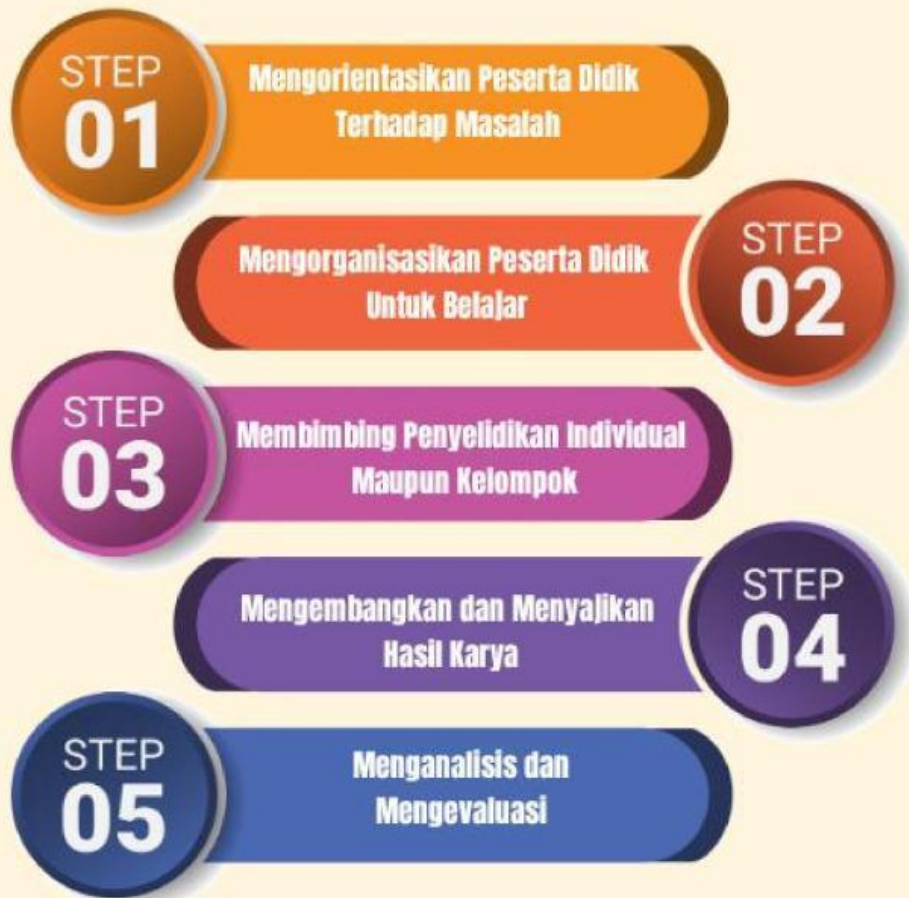 STEP
01
Mengorientasikan Peserta Didik
Terhadap Masalah
Mengorganisasikan Peserta Didik
Untuk Belajar
STEP
02
STEP
03
Membimbing Penyelidikan Individual
Maupun Kelompok
Mengembangkan dan Menyajikan
Hasil Karya
STEP
04
STEP
05
Menganalisis dan
Mengevaluasi